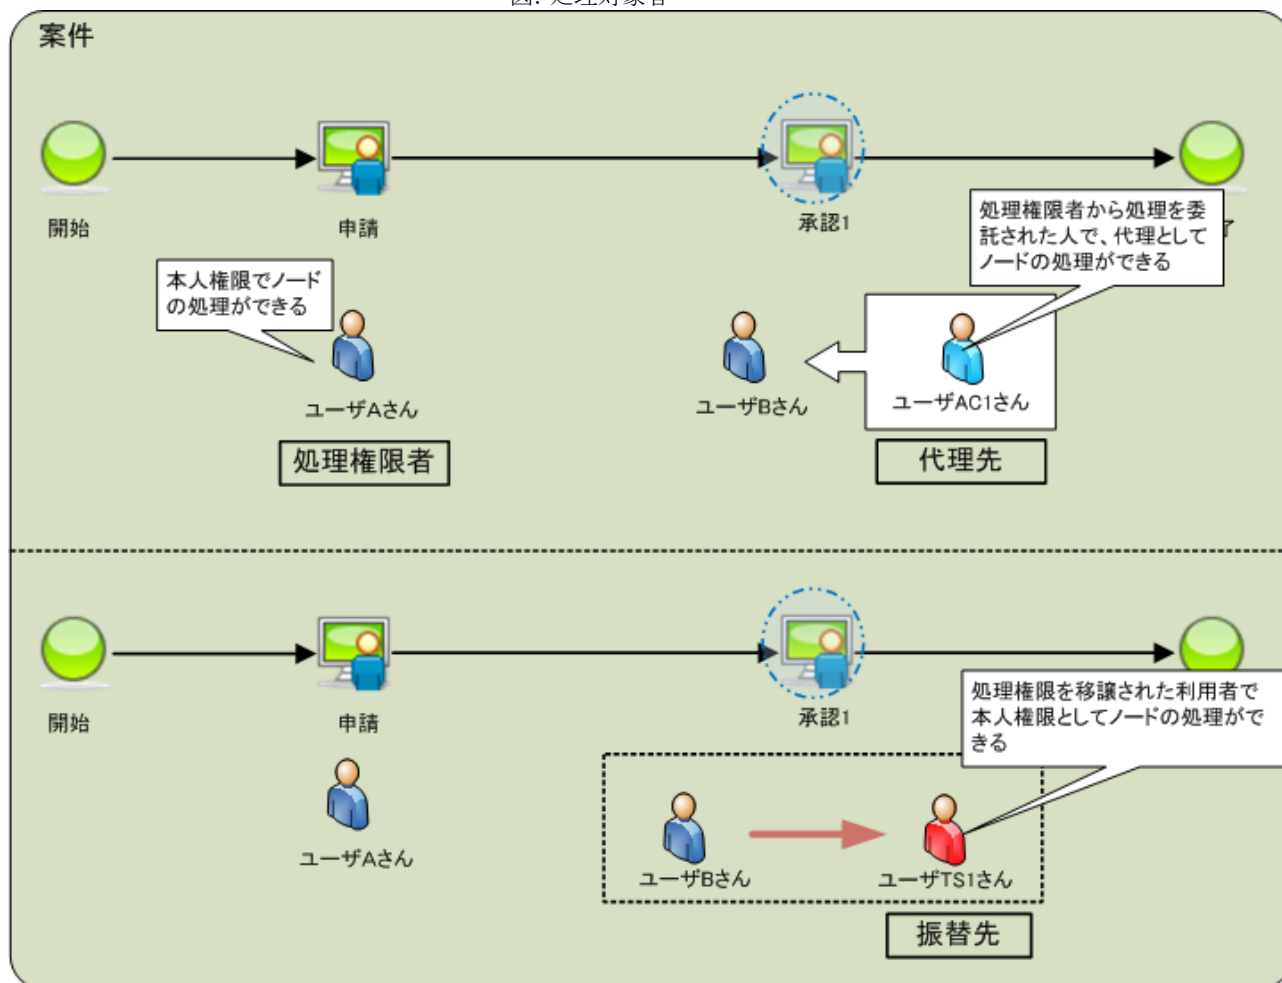 図: 処理対象者
案件
開始
申請
承認1
了
処理権限者から処理を委
託された人で、代理として
ノードの処理ができる
本人権限でノード
の処理ができる
ユーザAさん
ユーザBさん
ユーザAC1さん
処理権限者
代理先
開始
申請
承認1
処理権限を移譲された利用者で
本人権限としてノードの処理がで
きる
ユーザAさん
ユーザBさん
ユーザTS1さん
振替先